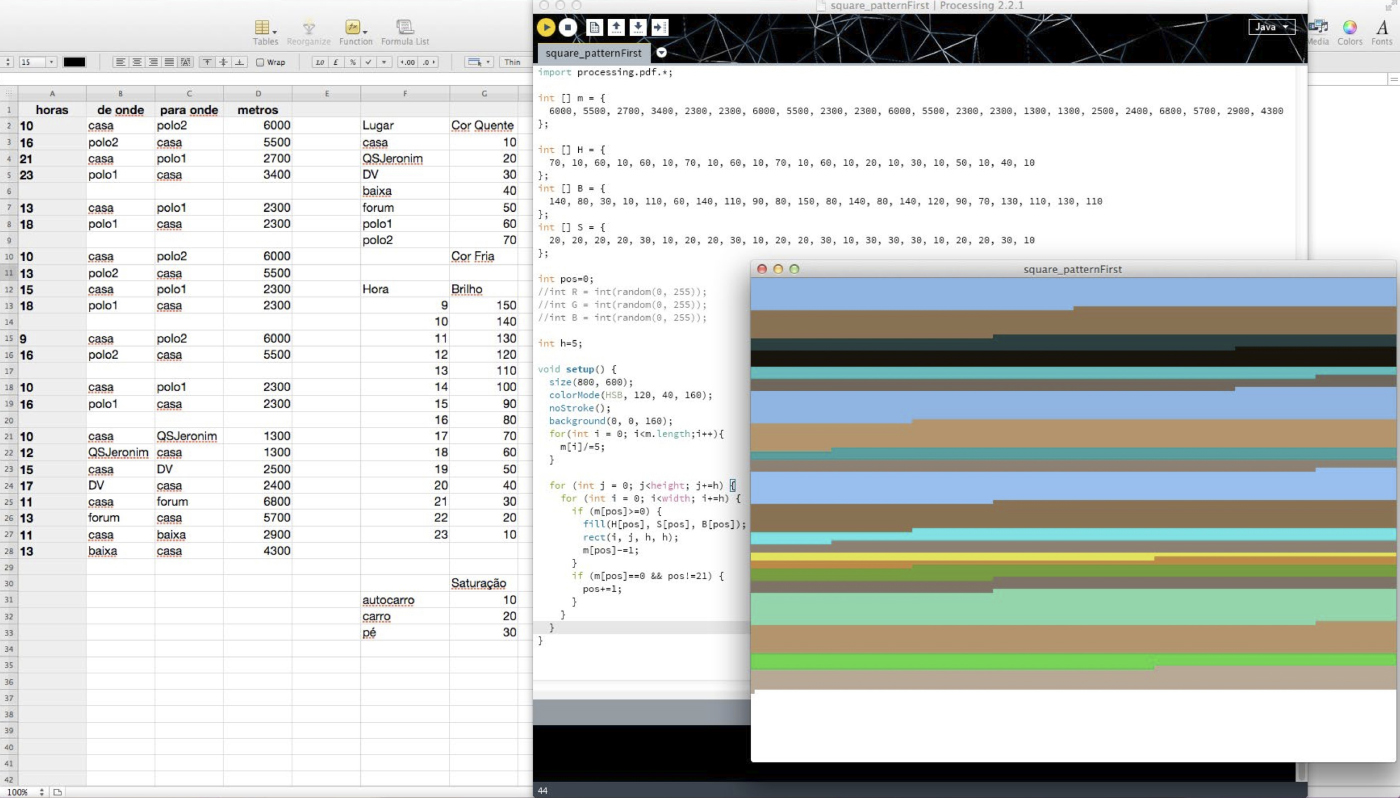 Tables Reorganize Function Formula List
15 Wrap 1.0 £ % +.00 .0 Thin
A B C D E F G
1 horas de onde para onde metros
2 10 casa polo2 6000 Lugar Cor Quente
3 16 polo2 casa 5500 casa 10
4 21 casa polo1 2700 QSJeronim 20
5 23 polo1 casa 3400 DV 30
6 baixa 40
7 13 casa polo1 2300 forum 50
8 18 polo1 casa 2300 polo1 60
9 polo2 70
10 10 casa polo2 6000 Cor Fria
11 13 polo2 casa 5500
12 15 casa polo1 2300 Hora Brilho
13 18 polo1 casa 2300 9 150
14 10 140
15 9 casa polo2 6000 11 130
16 16 polo2 casa 5500 12 120
17 13 110
18 10 casa polo1 2300 14 100
19 16 polo1 casa 2300 15 90
20 16 80
21 10 casa QSJeronim 1300 17 70
22 12 QSJeronim casa 1300 18 60
23 15 casa DV 2500 19 50
24 17 DV casa 2400 20 40
25 11 casa forum 6800 21 30
26 13 forum casa 5700 22 20
27 11 casa baixa 2900 23 10
28 13 baixa casa 4300
29
30 Saturação
31 autocarro 10
32 carro 20
33 pé 30
34
35
36
37
38
39
40
41
42
100%
square_patternFirst | Processing 2.2.1
Java
Media Colors Fonts
square_patternFirst
import processing.pdf.*;
int [] m = {
6000, 5500, 2700, 3400, 2300, 2300, 6000, 5500, 2300, 2300, 6000, 5500, 2300, 2300, 1300, 1300, 2500, 2400, 6800, 5700, 2900, 4300
};
int [] H = {
70, 10, 60, 10, 60, 10, 70, 10, 60, 10, 70, 10, 60, 10, 20, 10, 30, 10, 50, 10, 40, 10
};
int [] B = {
140, 80, 30, 10, 110, 60, 140, 110, 90, 80, 150, 80, 140, 80, 140, 120, 90, 70, 130, 110, 130, 110
};
int [] S = {
20, 20, 20, 20, 30, 10, 20, 20, 30, 10, 20, 20, 30, 10, 30, 30, 30, 10, 20, 20, 30, 10
};
int pos=0;
//int R = int(random(0, 255));
//int G = int(random(0, 255));
//int B = int(random(0, 255));
int h=5;
void setup() {
size(800, 600);
colorMode(HSB, 120, 40, 160);
noStroke();
background(0, 0, 160);
for(int i = 0; i<m.length;i++){
m[i]/=5;
}
for (int j = 0; j<height; j+=h) {
for (int i = 0; i<width; i+=h) {
if (m[pos]>=0) {
fill(H[pos], S[pos], B[pos]);
rect(i, j, h, h);
m[pos]-=1;
}
if (m[pos]==0 && pos!=21) {
pos+=1;
}
}
}
}
44
square_patternFirst